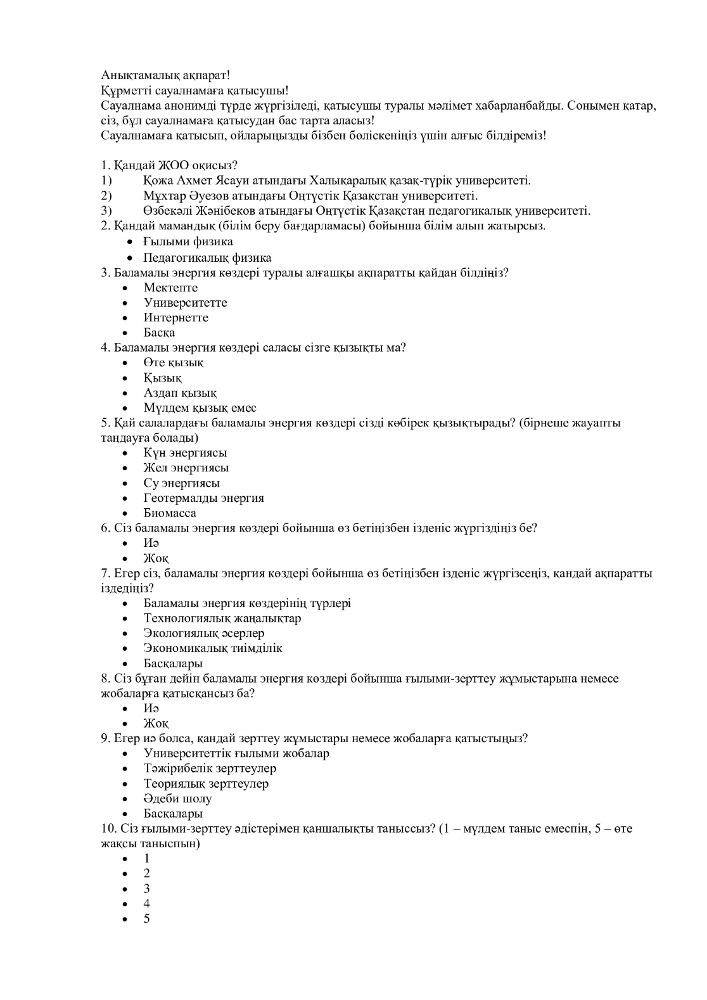 Анықтамалық ақпарат!
Құрметті сауалнамаға қатысушы!
Сауалнама анонимді түрде жүргізіледі, қатысушы туралы мәлімет хабарланбайды. Сонымен қатар,
сіз, бұл сауалнамаға қатысудан бас тарта аласыз!
Сауалнамаға қатысып, ойларыңызды бізбен бөліскеніңіз үшін алғыс білдіреміз!
1. Қандай ЖОО оқисыз?
1) Қожа Ахмет Ясауи атындағы Халықаралық қазақ-түрік университеті.
2) Мұхтар Әуезов атындағы Оңтүстік Қазақстан университеті.
3) Өзбекәлі Жәнібеков атындағы Оңтүстік Қазақстан педагогикалық университеті.
2. Қандай мамандық (білім беру бағдарламасы) бойынша білім алып жатырсыз.
• Ғылыми физика
• Педагогикалық физика
3. Баламалы энергия көздері туралы алғашқы ақпаратты қайдан білдіңіз?
• Мектепте
• Университетте
• Интернетте
• Басқа
4. Баламалы энергия көздері саласы сізге қызықты ма?
• Өте қызық
• Қызық
• Аздап қызық
• Мүлдем қызық емес
5. Қай салалардағы баламалы энергия көздері сізді көбірек қызықтырады? (бірнеше жауапты
таңдауға болады)
• Күн энергиясы
• Жел энергиясы
• Су энергиясы
• Геотермалды энергия
• Биомасса
6. Сіз баламалы энергия көздері бойынша өз бетіңізбен ізденіс жүргіздіңіз бе?
• Иә
• Жоқ
7. Егер сіз, баламалы энергия көздері бойынша өз бетіңізбен ізденіс жүргізсеңіз, қандай ақпаратты
іздедіңіз?
• Баламалы энергия көздерінің түрлері
• Технологиялық жаңалықтар
• Экологиялық әсерлер
• Экономикалық тиімділік
• Басқалары
8. Сіз бұған дейін баламалы энергия көздері бойынша ғылыми-зерттеу жұмыстарына немесе
жобаларға қатысқансыз ба?
• Иә
• Жоқ
9. Егер иә болса, қандай зерттеу жұмыстары немесе жобаларға қатыстыңыз?
• Университеттік ғылыми жобалар
• Тәжірибелік зерттеулер
• Теориялық зерттеулер
• Әдеби шолу
• Басқалары
10. Сіз ғылыми-зерттеу әдістерімен қаншалықты таныссыз? (1 – мүлдем таныс емеспін, 5 – өте
жақсы таныспын)
• 1
• 2
• 3
• 4
• 5